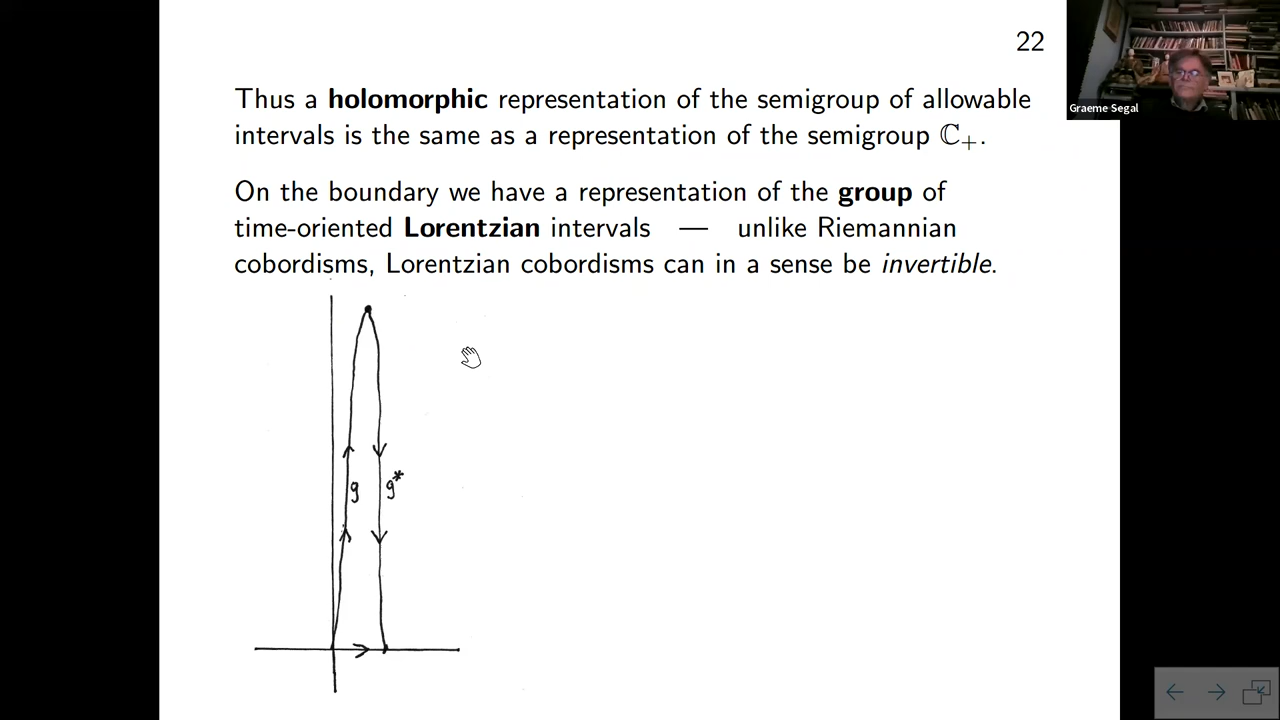 22
Graeme Segal
Thus a holomorphic representation of the semigroup of allowable
intervals is the same as a representation of the semigroup ℂ₊.
On the boundary we have a representation of the group of
time-oriented Lorentzian intervals — unlike Riemannian
cobordisms, Lorentzian cobordisms can in a sense be invertible.
g g*